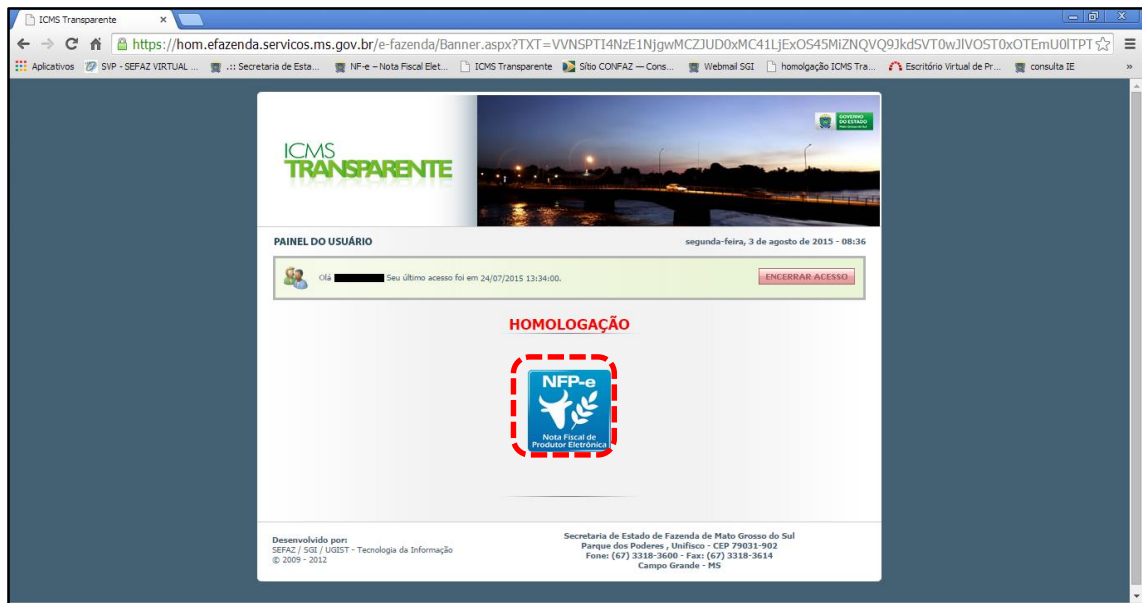 ICMS Transparente
https://hom.efazenda.servicos.ms.gov.br/e-fazenda/Banner.aspx?TXT=VVNSPTI4NzE1NjgwMCZJUD0xMC41LjExOS45MiZNQVQ9JkdSVT0wJlVOST0xOTEmU0lTPT
Aplicativos SVP - SEFAZ VIRTUAL ... .:: Secretaria de Esta... NF-e – Nota Fiscal Elet... ICMS Transparente Sítio CONFAZ — Cons... Webmail SGI homolgação ICMS Tra... Escritório Virtual de Pr... consulta IE »
GOVERNO
DO ESTADO
Mato Grosso do Sul
ICMS
TRANSPARENTE
PAINEL DO USUÁRIO segunda-feira, 3 de agosto de 2015 - 08:36
Olá Seu último acesso foi em 24/07/2015 13:34:00. ENCERRAR ACESSO
HOMOLOGAÇÃO
NFP-e
Nota Fiscal de
Produtor Eletrônica
Desenvolvido por:
SEFAZ / SGI / UGIST - Tecnologia da Informação
© 2009 - 2012
Secretaria de Estado de Fazenda de Mato Grosso do Sul
Parque dos Poderes , Unifisco - CEP 79031-902
Fone: (67) 3318-3600 - Fax: (67) 3318-3614
Campo Grande - MS